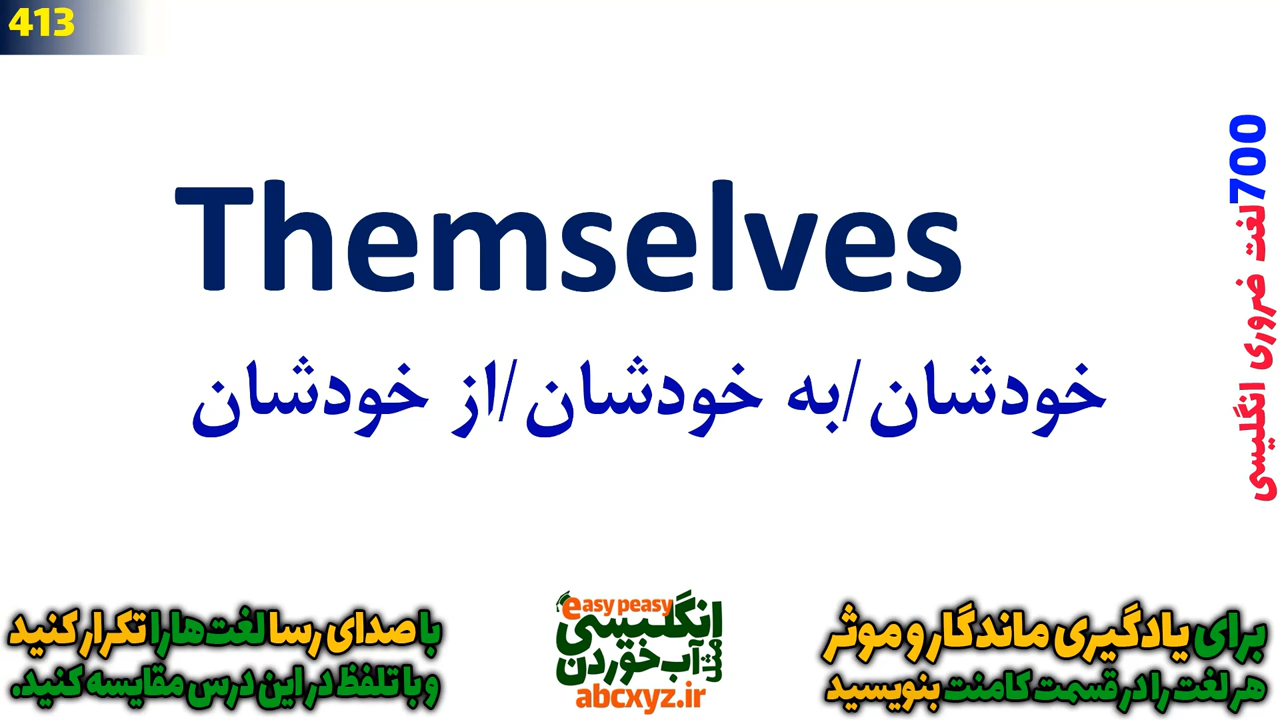 413
Themselves
خودشان/به خودشان/از خودشان
700 لغت ضروری انگلیسی
برای یادگیری ماندگار و موثر
هر لغت را در قسمت کامنت بنویسید
easy peasy
انگلیسی
مثل آب خوردن
abcxyz.ir
با صدای رسا لغت‌ها را تکرار کنید
و با تلفظ در این درس مقایسه کنید.